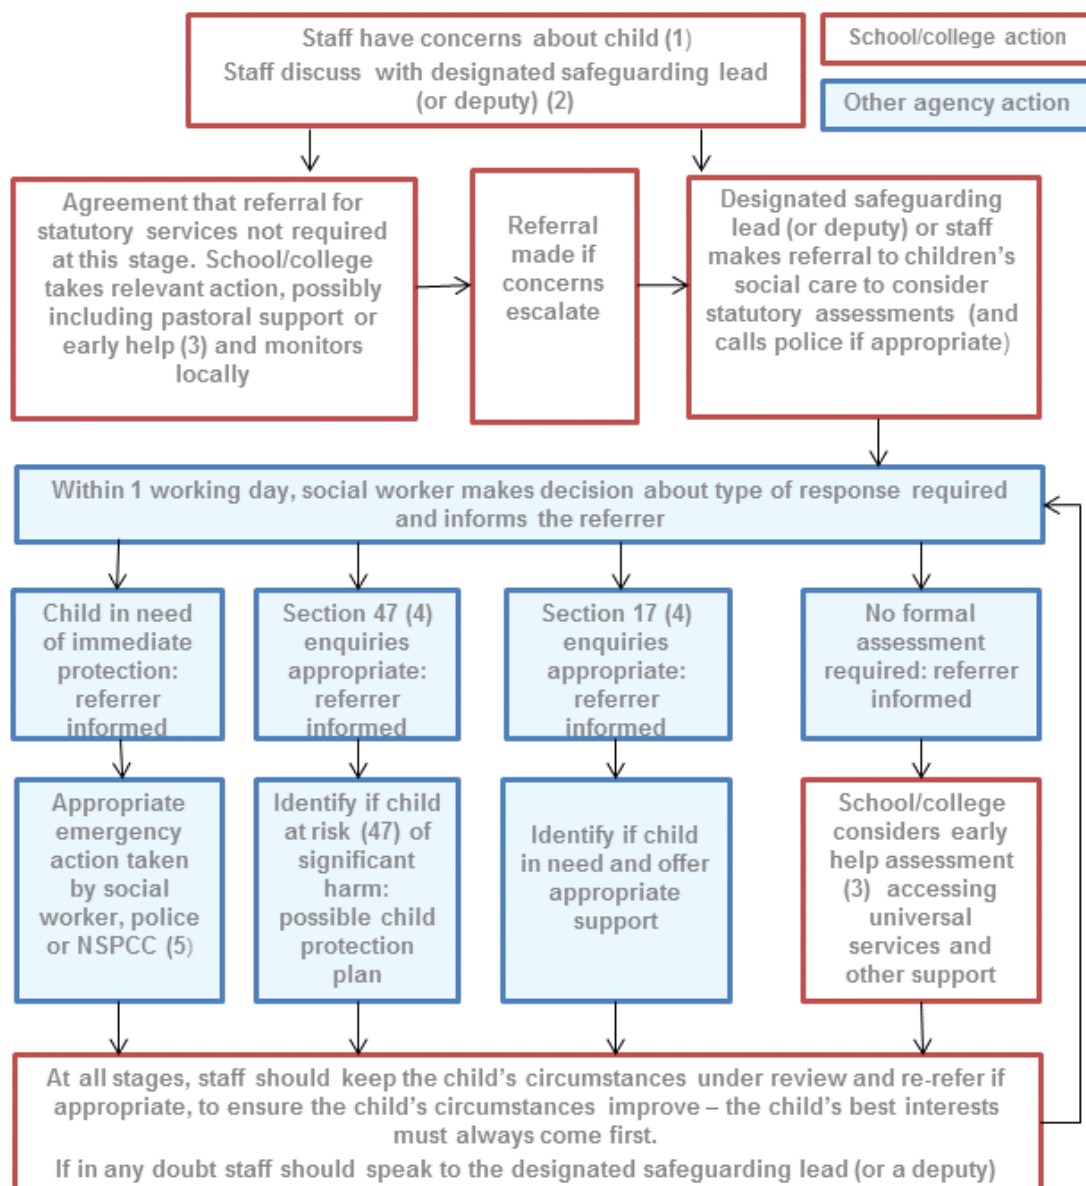 Staff have concerns about child (1)
Staff discuss with designated safeguarding lead
(or deputy) (2)
School/college action
Other agency action
Agreement that referral for
statutory services not required
at this stage. School/college
takes relevant action, possibly
including pastoral support or
early help (3) and monitors
locally
Referral
made if
concerns
escalate
Designated safeguarding
lead (or deputy) or staff
makes referral to children's
social care to consider
statutory assessments (and
calls police if appropriate)
Within 1 working day, social worker makes decision about type of response required
and informs the referrer
Child in need
of immediate
protection:
referrer
informed
Section 47 (4)
enquiries
appropriate:
referrer
informed
Section 17 (4)
enquiries
appropriate:
referrer
informed
No formal
assessment
required: referrer
informed
Appropriate
emergency
action taken
by social
worker, police
or NSPCC (5)
Identify if child
at risk (47) of
significant
harm:
possible child
protection
plan
Identify if child
in need and offer
appropriate
support
School/college
considers early
help assessment
(3) accessing
universal
services and
other support
At all stages, staff should keep the child's circumstances under review and re-refer if
appropriate, to ensure the child's circumstances improve – the child's best interests
must always come first.
If in any doubt staff should speak to the designated safeguarding lead (or a deputy)